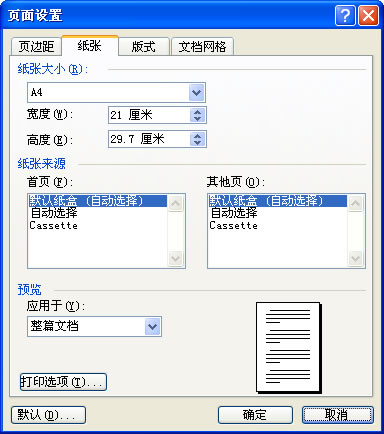 页面设置
页边距 纸张 版式 文档网格
纸张大小(R):
A4
宽度(W): 21 厘米
高度(E): 29.7 厘米
纸张来源
首页(F): 其他页(O):
默认纸盒 (自动选择) 默认纸盒 (自动选择)
自动选择 自动选择
Cassette Cassette
预览
应用于(Y):
整篇文档
打印选项(T)...
默认(D)... 确定 取消